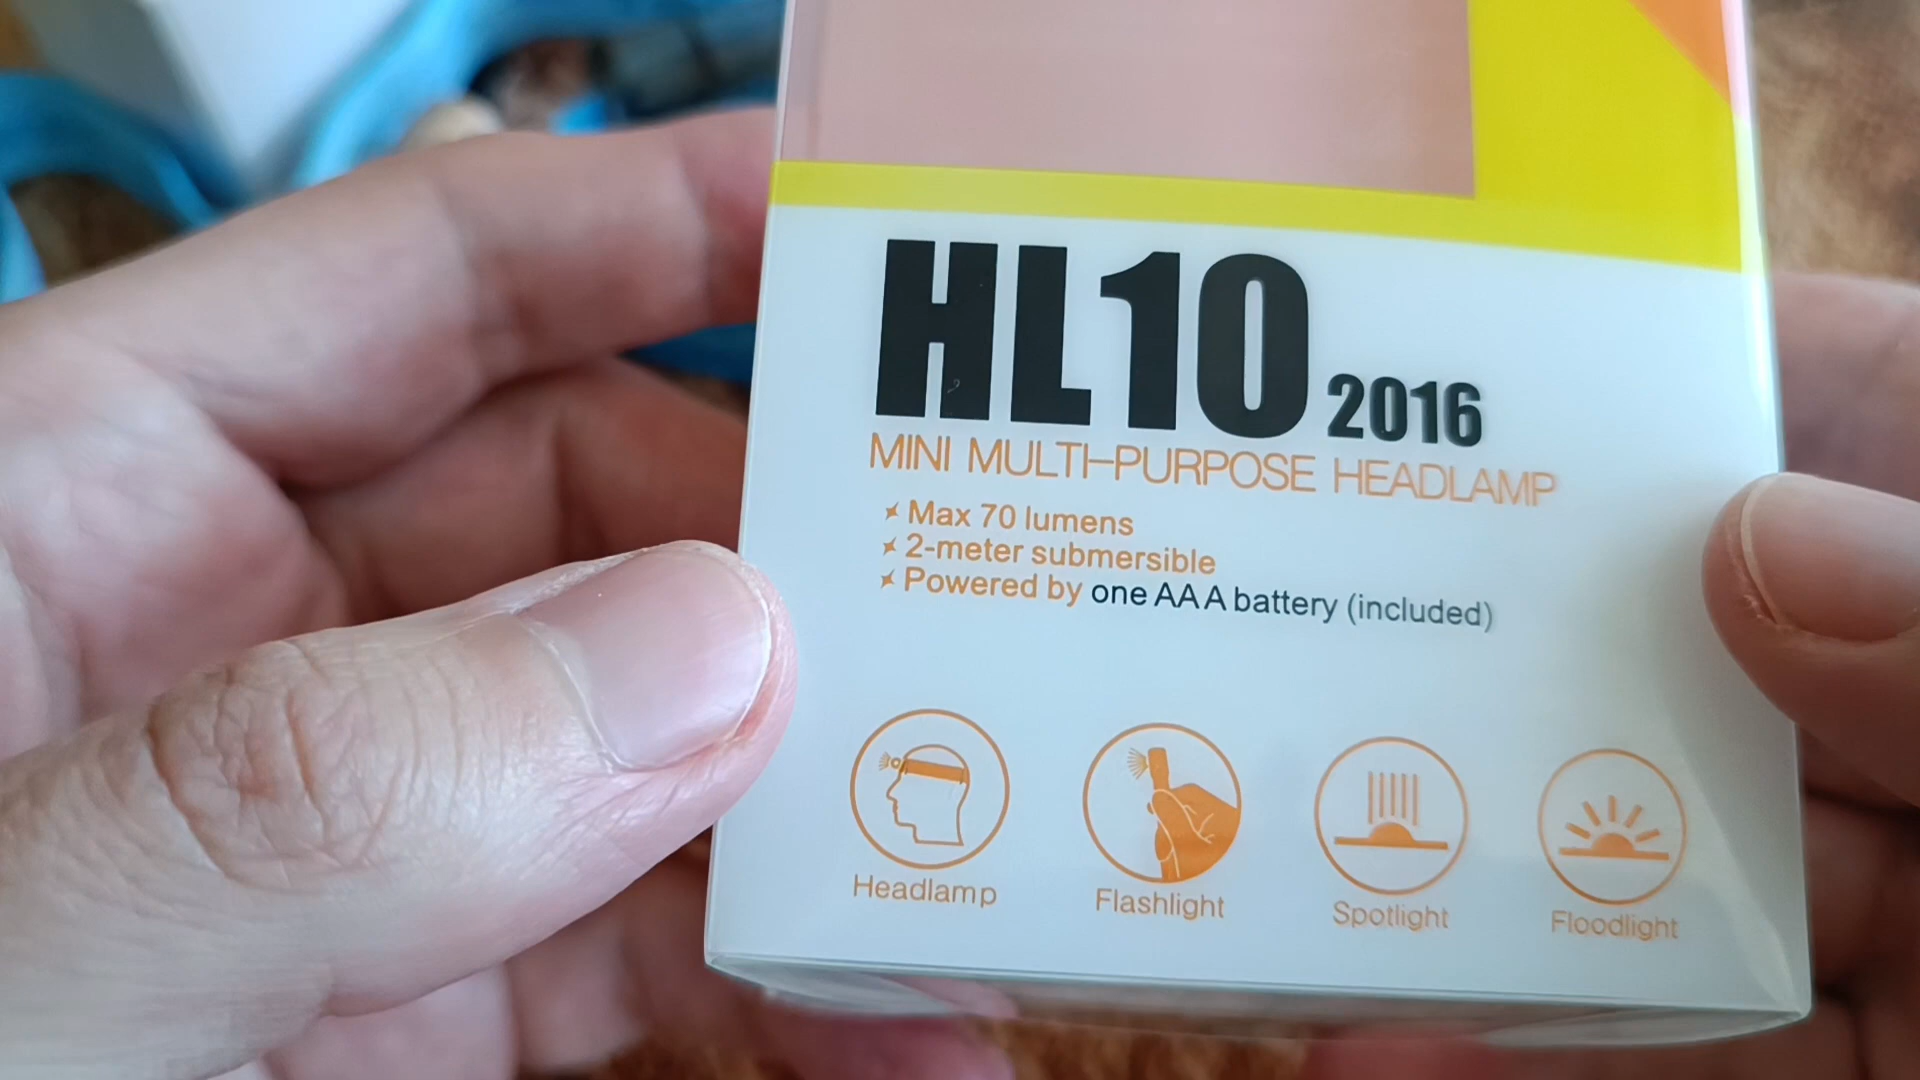 HL10 2016
MINI MULTI-PURPOSE HEADLAMP
Max 70 lumens
2-meter submersible
Powered by one AAA battery (included)
Headlamp
Flashlight
Spotlight
Floodlight